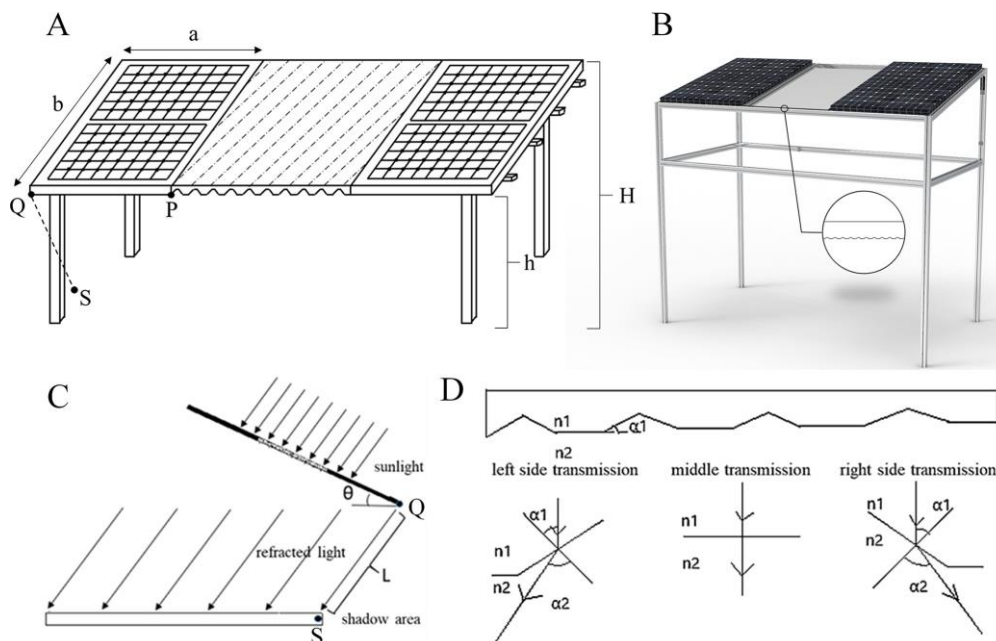 A
a
b
Q
P
S
h
H
B
C
sunlight
θ
Q
refracted light
L
shadow area
S
D
n1
α1
n2
left side transmission
middle transmission
right side transmission
α1
n1
n2
α2
n1
n2
n1
α1
n2
α2